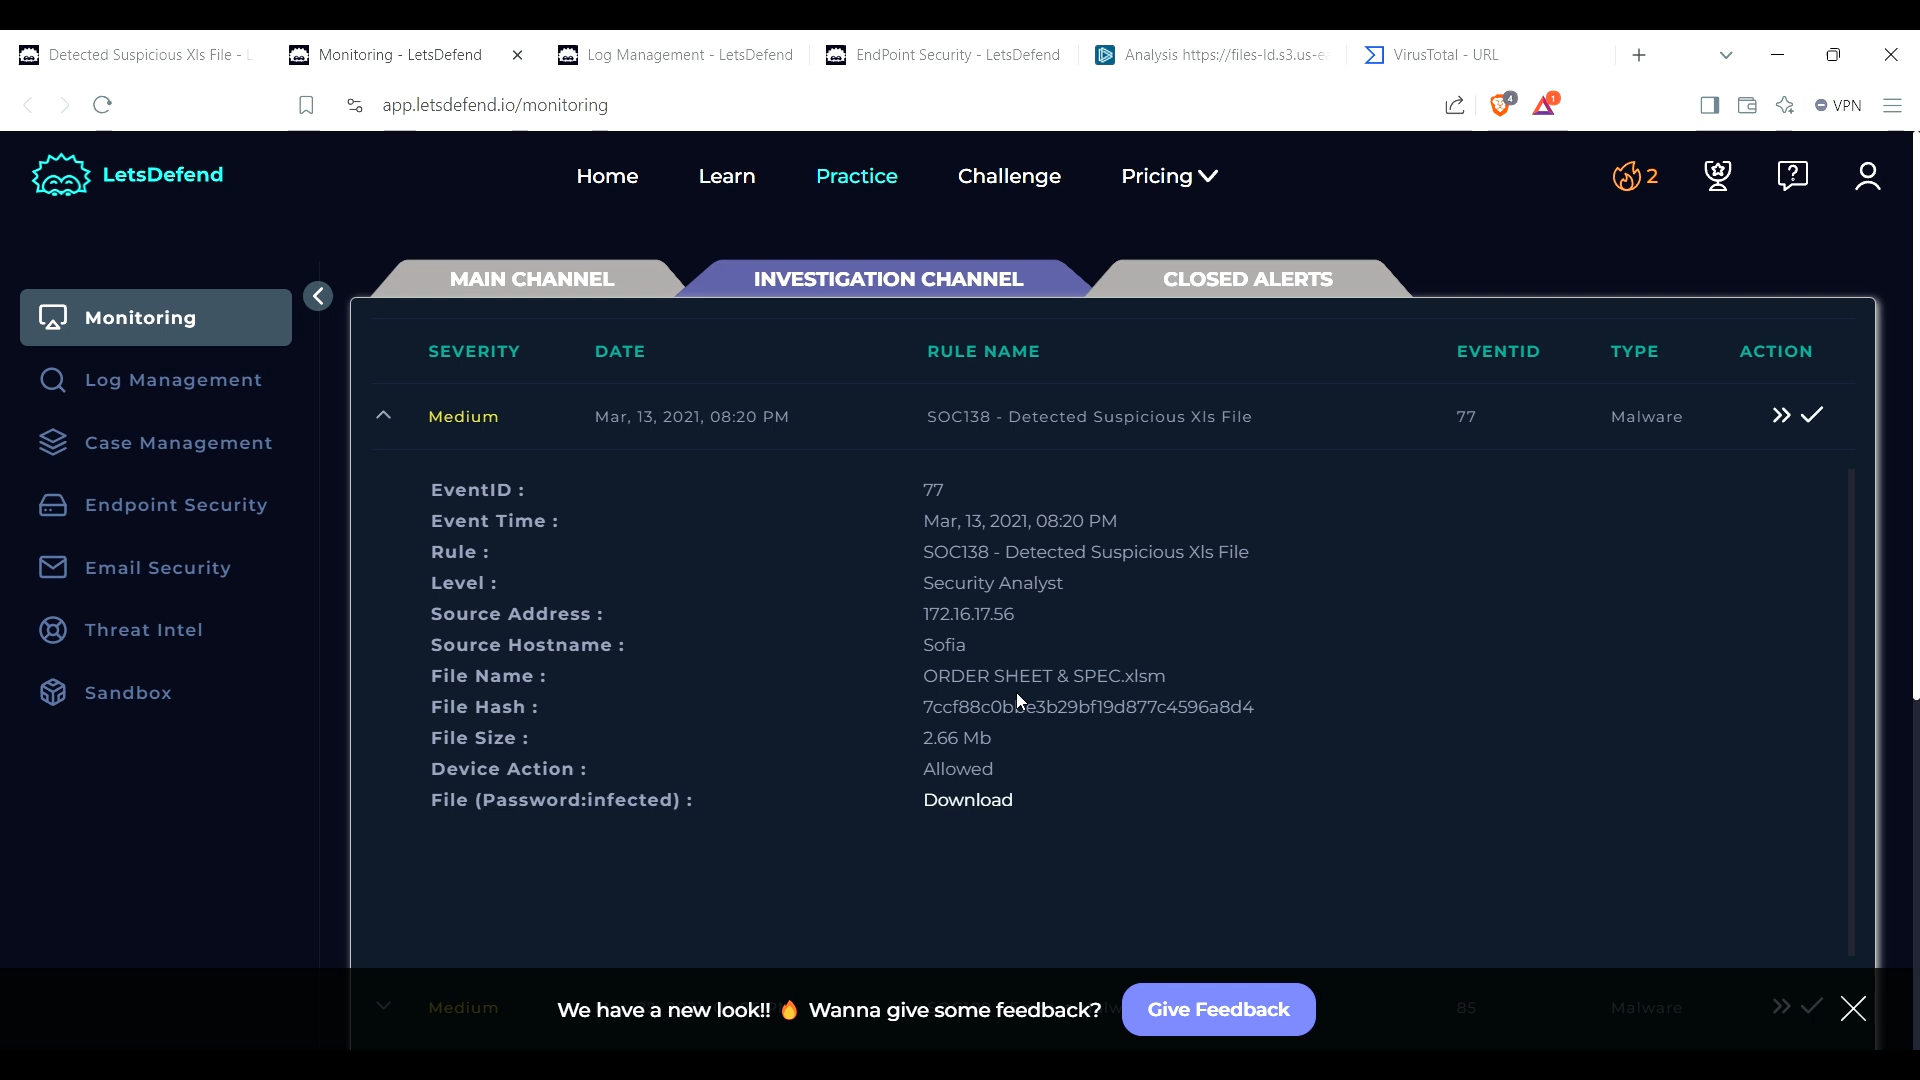 Detected Suspicious Xls File - L
Monitoring - LetsDefend
Log Management - LetsDefend
EndPoint Security - LetsDefend
Analysis https://files-ld.s3.us-e
VirusTotal - URL
app.letsdefend.io/monitoring
4
1
VPN
LetsDefend
Home
Learn
Practice
Challenge
Pricing
2
MAIN CHANNEL
INVESTIGATION CHANNEL
CLOSED ALERTS
Monitoring
Log Management
Case Management
Endpoint Security
Email Security
Threat Intel
Sandbox
SEVERITY DATE RULE NAME EVENTID TYPE ACTION
Medium Mar, 13, 2021, 08:20 PM SOC138 - Detected Suspicious Xls File 77 Malware
EventID : 77
Event Time : Mar, 13, 2021, 08:20 PM
Rule : SOC138 - Detected Suspicious Xls File
Level : Security Analyst
Source Address : 172.16.17.56
Source Hostname : Sofia
File Name : ORDER SHEET & SPEC.xlsm
File Hash : 7ccf88c0bbe3b29bf19d877c4596a8d4
File Size : 2.66 Mb
Device Action : Allowed
File (Password:infected) : Download
Medium 85 Malware
We have a new look!! 🔥 Wanna give some feedback? Give Feedback